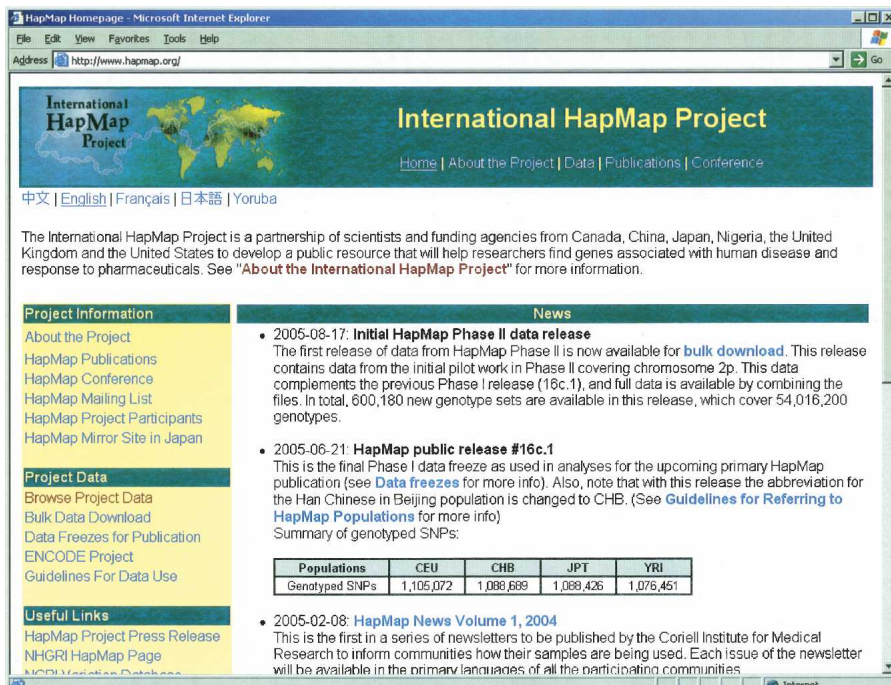 HapMap Homepage - Microsoft Internet Explorer
File Edit View Favorites Tools Help
Address http://www.hapmap.org/ Go
International
HapMap
Project
International HapMap Project
Home | About the Project | Data | Publications | Conference
中文 | English | Français | 日本語 | Yoruba
The International HapMap Project is a partnership of scientists and funding agencies from Canada, China, Japan, Nigeria, the United
Kingdom and the United States to develop a public resource that will help researchers find genes associated with human disease and
response to pharmaceuticals. See "About the International HapMap Project" for more information.
Project Information
About the Project
HapMap Publications
HapMap Conference
HapMap Mailing List
HapMap Project Participants
HapMap Mirror Site in Japan
Project Data
Browse Project Data
Bulk Data Download
Data Freezes for Publication
ENCODE Project
Guidelines For Data Use
Useful Links
HapMap Project Press Release
NHGRI HapMap Page
NCBI Variation Database
News
• 2005-08-17: Initial HapMap Phase II data release
The first release of data from HapMap Phase II is now available for bulk download. This release
contains data from the initial pilot work in Phase II covering chromosome 2p. This data
complements the previous Phase I release (16c.1), and full data is available by combining the
files. In total, 600,180 new genotype sets are available in this release, which cover 54,016,200
genotypes.
• 2005-06-21: HapMap public release #16c.1
This is the final Phase I data freeze as used in analyses for the upcoming primary HapMap
publication (see Data freezes for more info). Also, note that with this release the abbreviation for
the Han Chinese in Beijing population is changed to CHB. (See Guidelines for Referring to
HapMap Populations for more info)
Summary of genotyped SNPs:
Populations CEU CHB JPT YRI
Genotyped SNPs 1,105,072 1,088,689 1,088,426 1,076,451
• 2005-02-08: HapMap News Volume 1, 2004
This is the first in a series of newsletters to be published by the Coriell Institute for Medical
Research to inform communities how their samples are being used. Each issue of the newsletter
will be available in the primary languages of all the participating communities
Internet